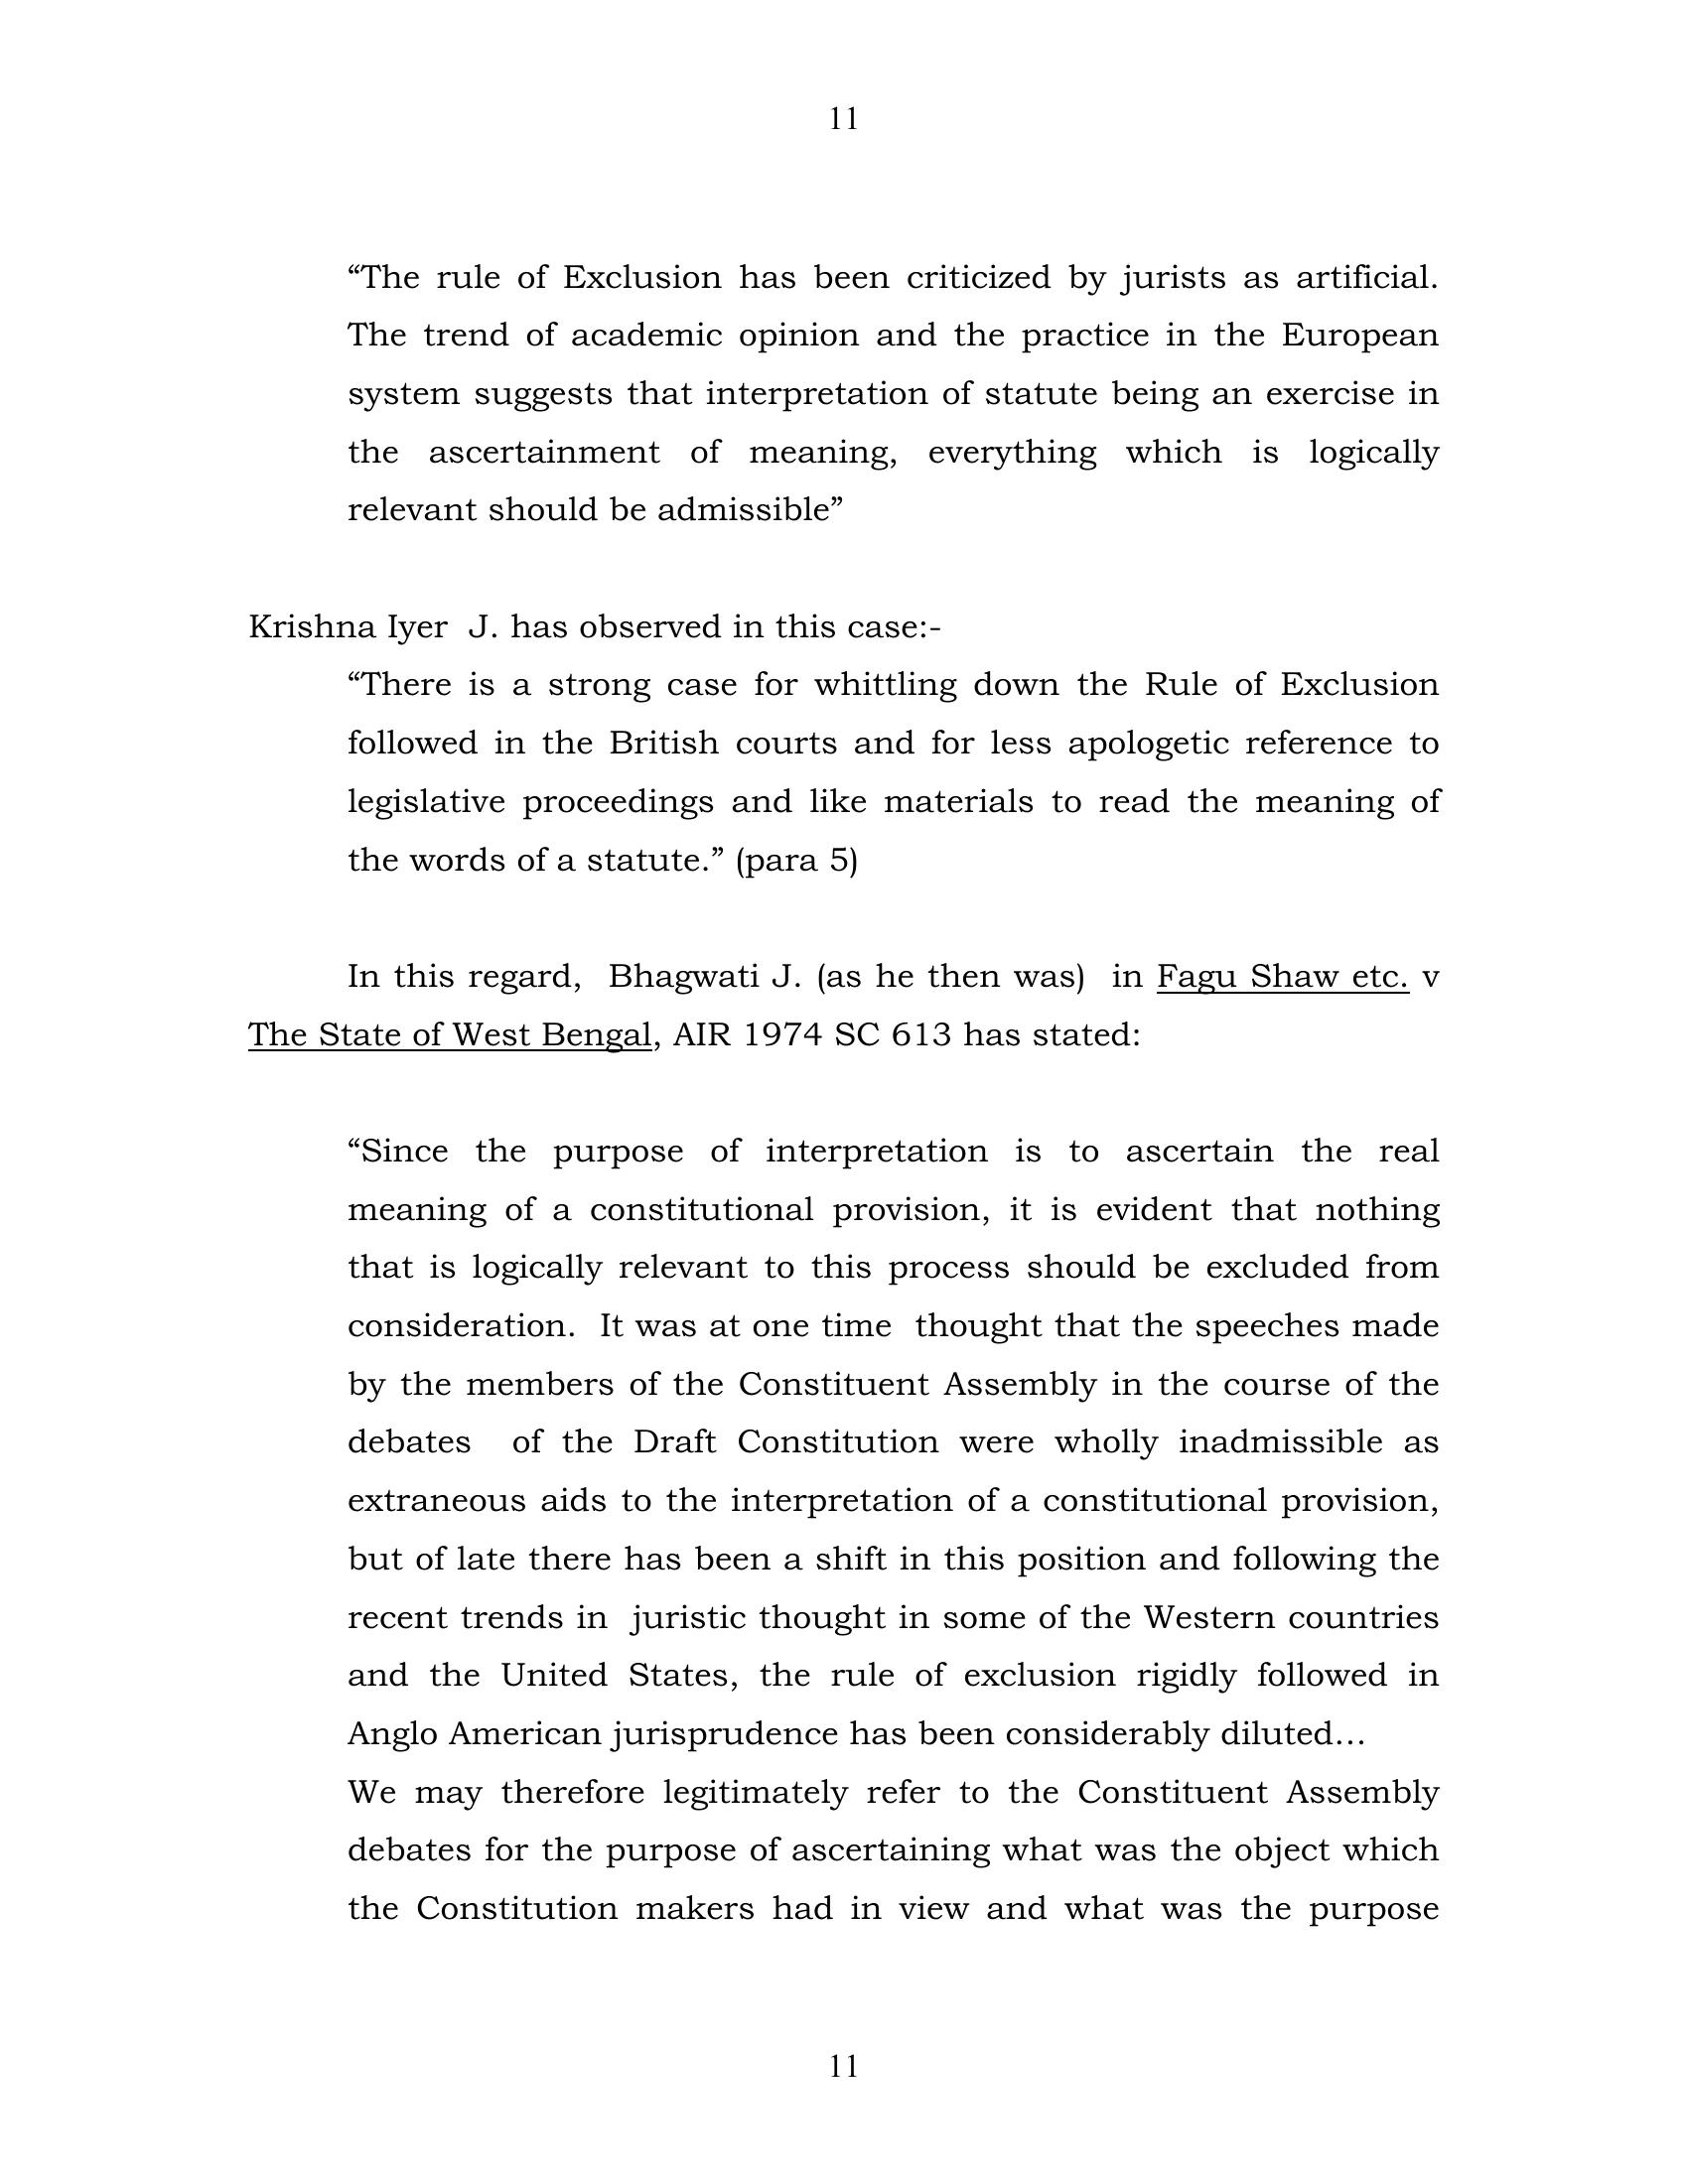 11
“The rule of Exclusion has been criticized by jurists as artificial.
The trend of academic opinion and the practice in the European
system suggests that interpretation of statute being an exercise in
the ascertainment of meaning, everything which is logically
relevant should be admissible”
Krishna Iyer  J. has observed in this case:-
“There is a strong case for whittling down the Rule of Exclusion
followed in the British courts and for less apologetic reference to
legislative proceedings and like materials to read the meaning of
the words of a statute.” (para 5)
In this regard,  Bhagwati J. (as he then was)  in Fagu Shaw etc. v
The State of West Bengal, AIR 1974 SC 613 has stated:
“Since the purpose of interpretation is to ascertain the real
meaning of a constitutional provision, it is evident that nothing
that is logically relevant to this process should be excluded from
consideration.  It was at one time  thought that the speeches made
by the members of the Constituent Assembly in the course of the
debates  of the Draft Constitution were wholly inadmissible as
extraneous aids to the interpretation of a constitutional provision,
but of late there has been a shift in this position and following the
recent trends in  juristic thought in some of the Western countries
and the United States, the rule of exclusion rigidly followed in
Anglo American jurisprudence has been considerably diluted…
We may therefore legitimately refer to the Constituent Assembly
debates for the purpose of ascertaining what was the object which
the Constitution makers had in view and what was the purpose
11